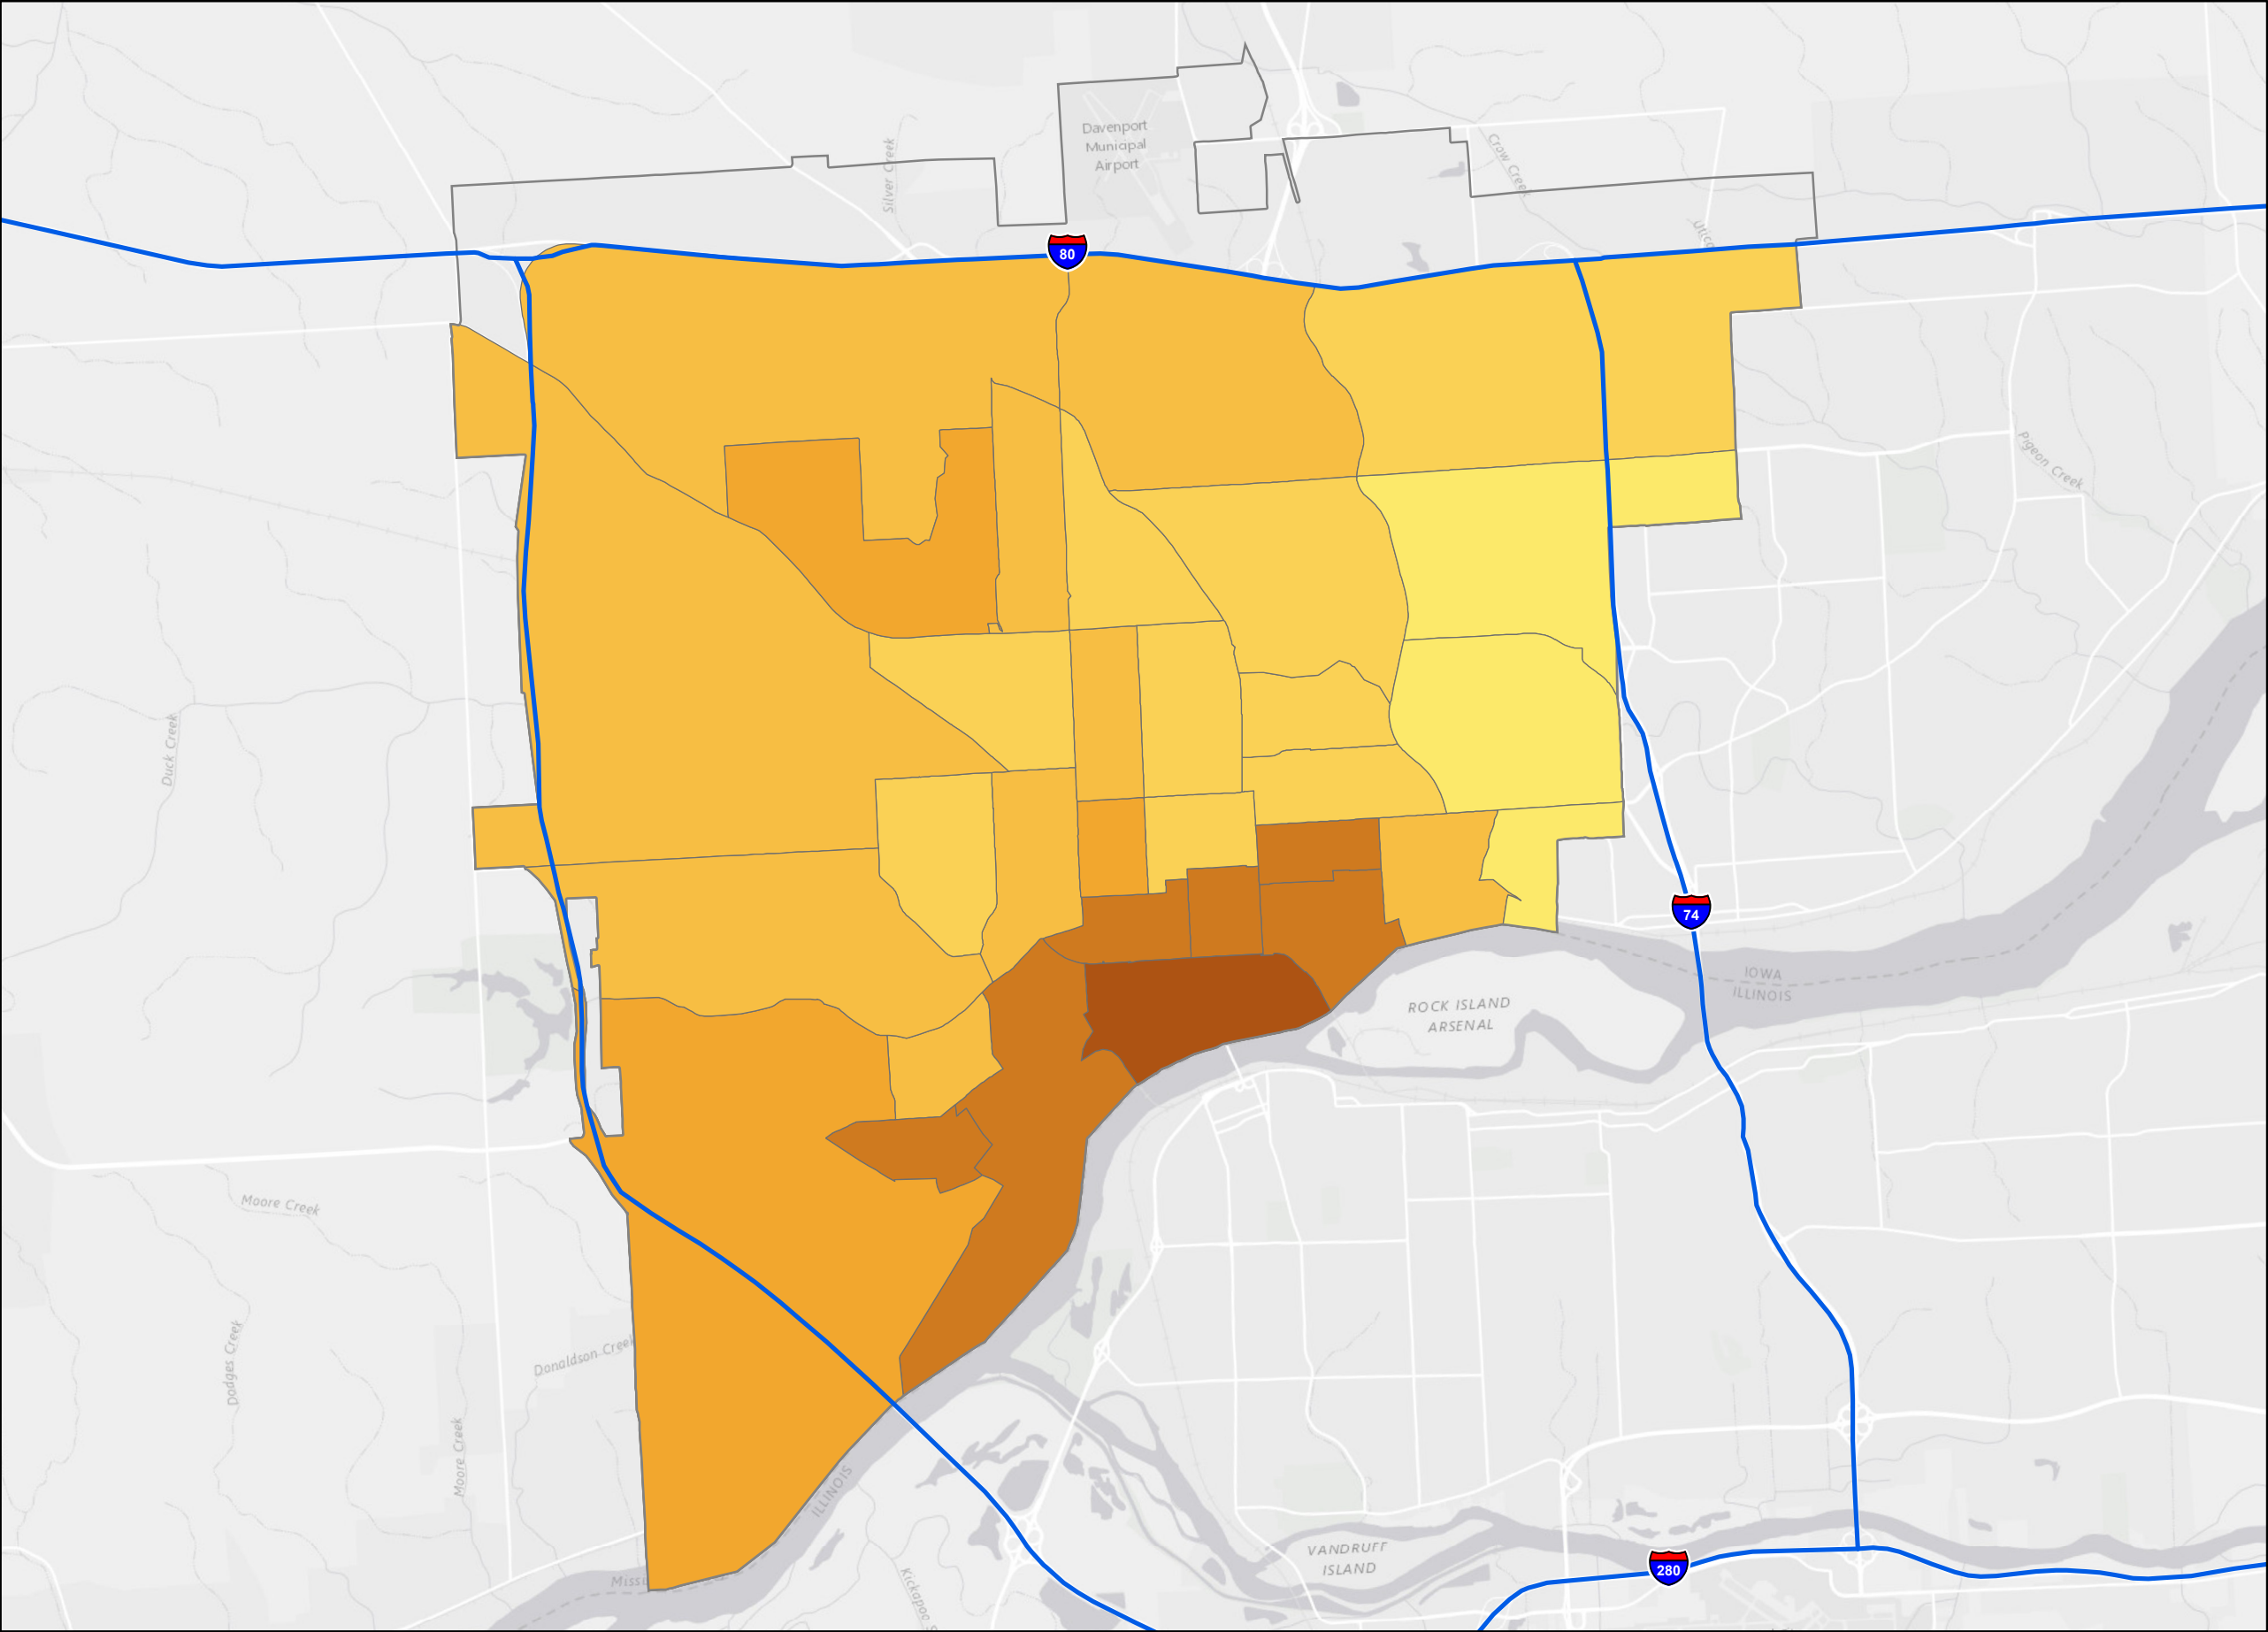 Davenport
Municipal
Airport
Silver Creek
Crow Creek
80
Pigeon Creek
Duck Creek
74
IOWA
ILLINOIS
ROCK ISLAND
ARSENAL
Moore Creek
Donaldson Creek
Dodges Creek
Moore Creek
ILLINOIS
VANDRUFF
ISLAND
280
Kickapoo